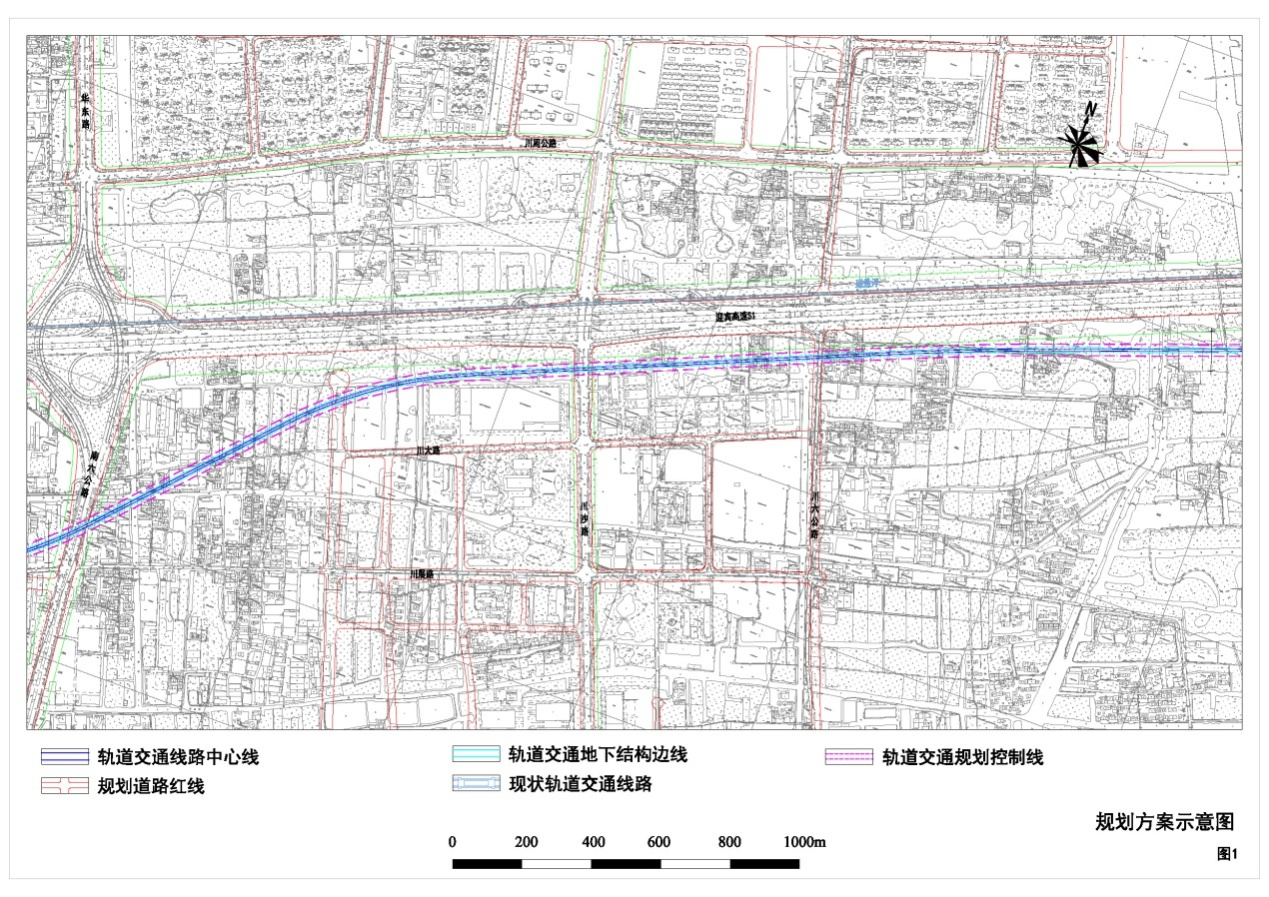 华东路
N
川周公路
迎宾高速S1
南六公路
川大路
川沙路
川六公路
川展路
轨道交通线路中心线
轨道交通地下结构边线
轨道交通规划控制线
规划道路红线
现状轨道交通线路
规划方案示意图
图1
0 200 400 600 800 1000m